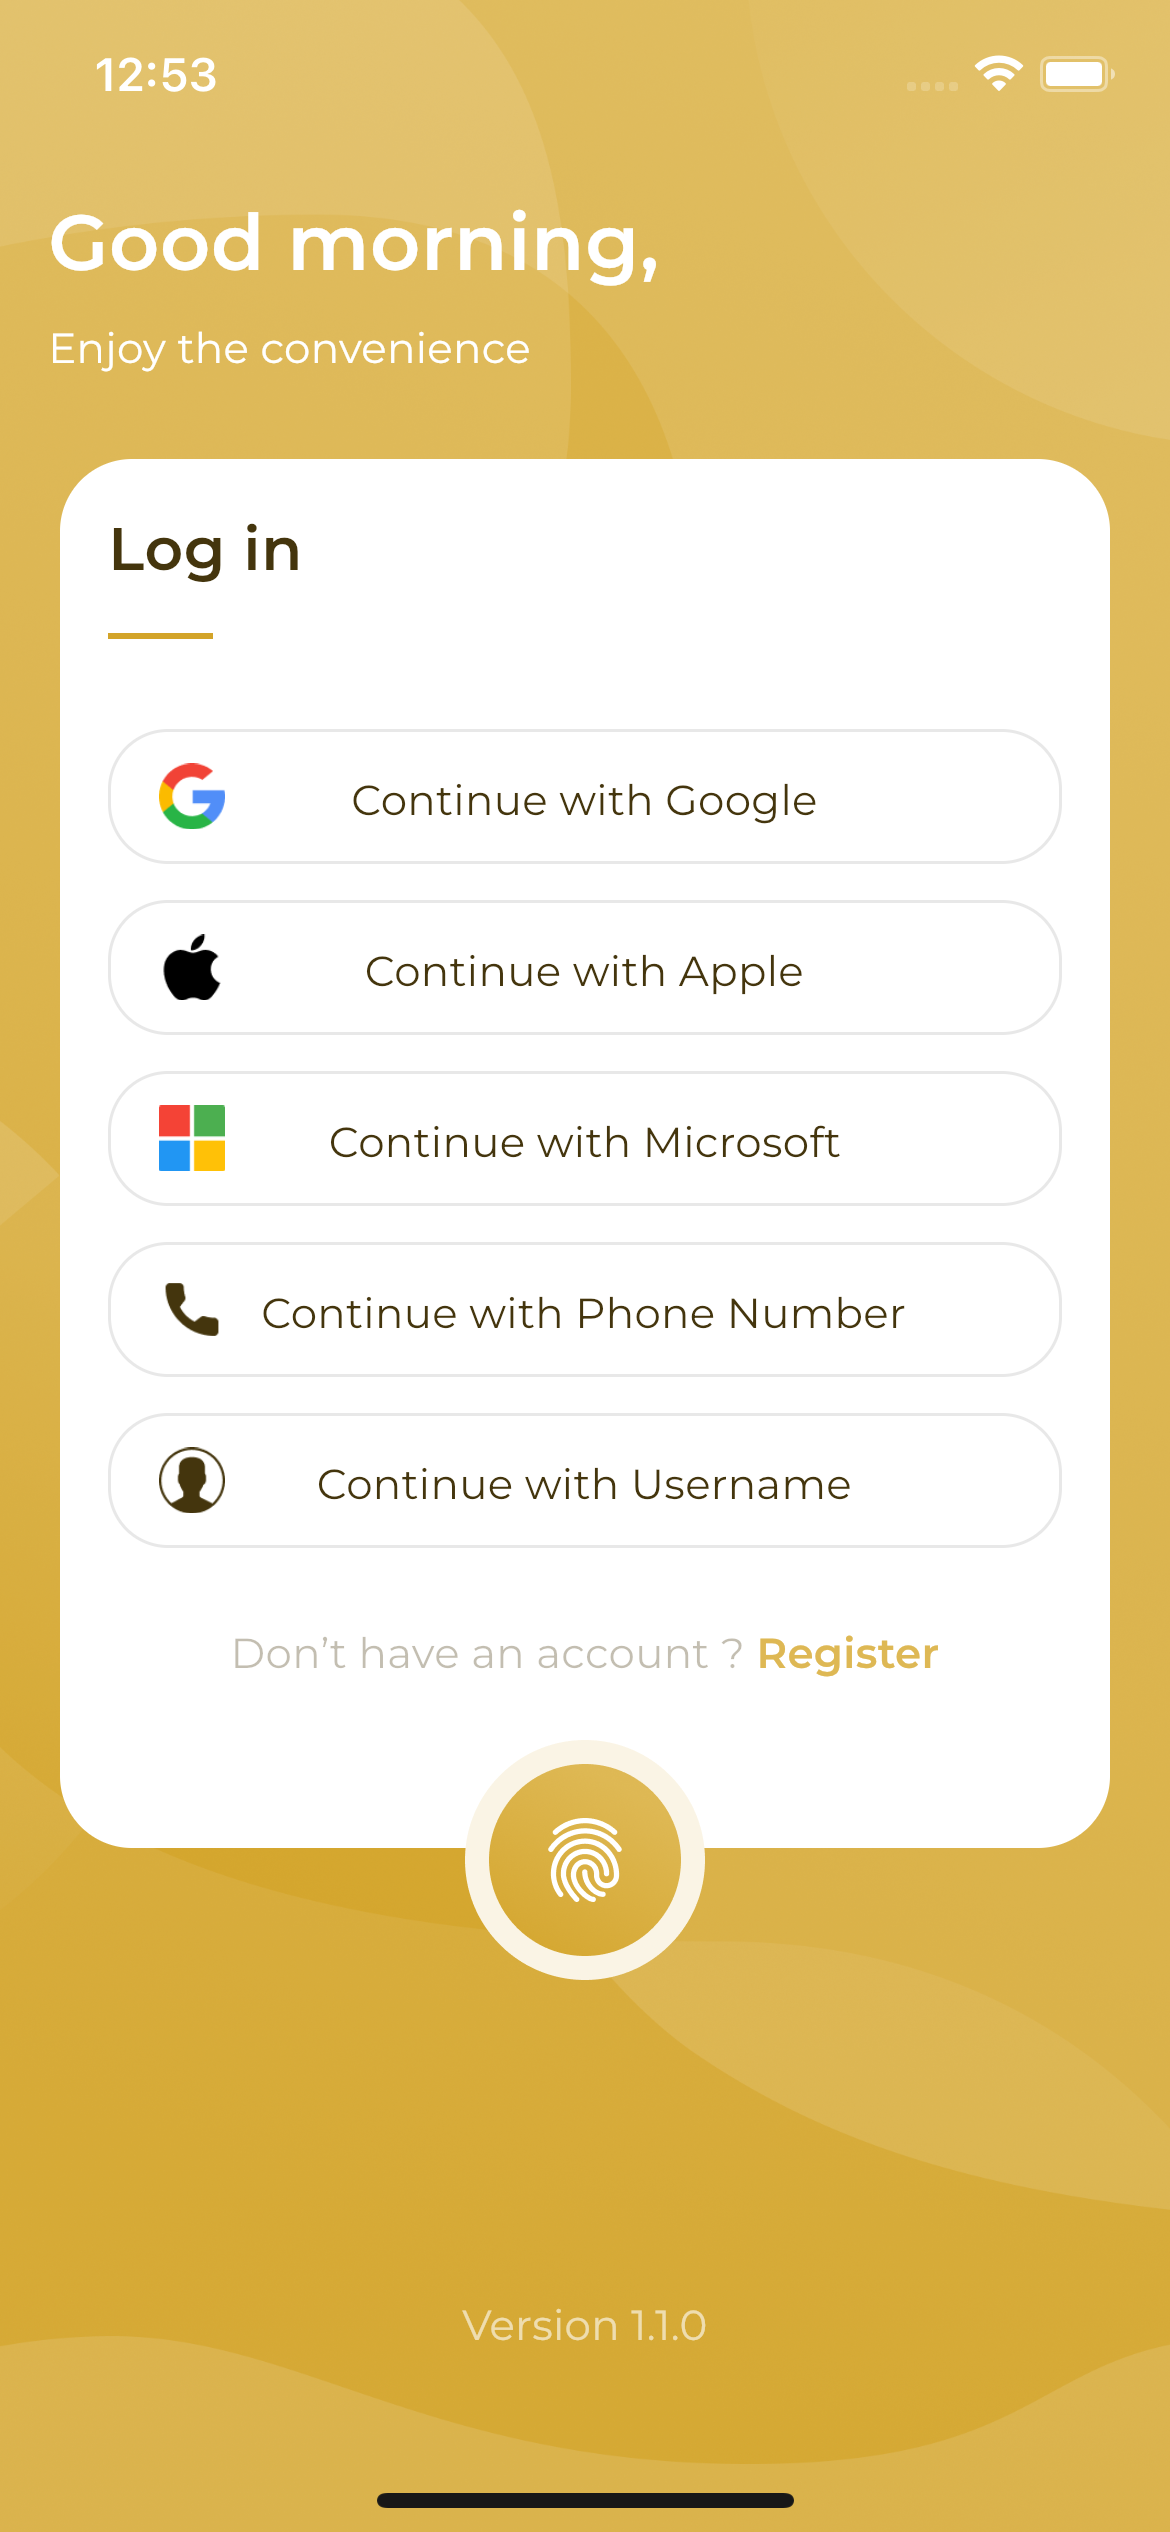 12:53
Good morning,
Enjoy the convenience
Log in
Continue with Google
Continue with Apple
Continue with Microsoft
Continue with Phone Number
Continue with Username
Don’t have an account ? Register
Version 1.1.0